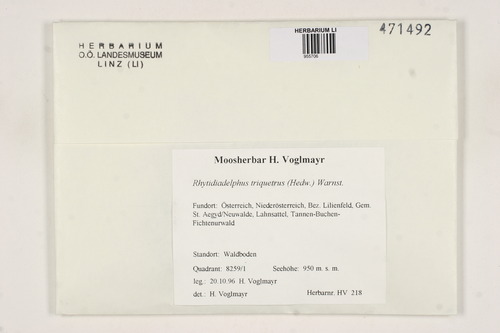 HERBARIUM
O.Ö. LANDESMUSEUM
LINZ (LI)
HERBARIUM LI
471492
Moosherbar H. Voglmayr
Rhytidiadelphus triquetrus (Hedw.) Warnst.
Fundort: Österreich, Niederösterreich, Bez. Lilienfeld, Gem.
St. Aegyd/Neuwalde, Lahnsattel, Tannen-Buchen-
Fichtenurwald
Standort: Waldboden
Quadrant: 8259/1 Seehöhe: 950 m. s. m.
leg.: 20.10.96 H. Voglmayr
det.: H. Voglmayr Herbarnr. HV 218